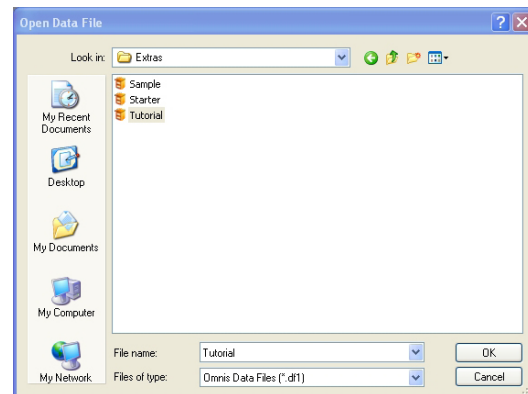 Open Data File
Look in: Extras
Sample
Starter
Tutorial
My Recent
Documents
Desktop
My Documents
My Computer
My Network
File name: Tutorial OK
Files of type: Omnis Data Files (*.df1) Cancel